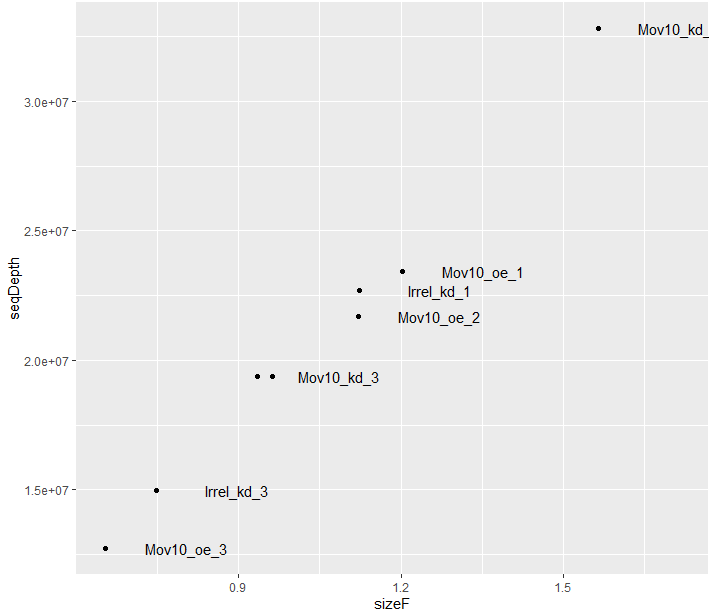 Mov10_kd_
3.0e+07
2.5e+07
Mov10_oe_1
Irrel_kd_1
Mov10_oe_2
2.0e+07
Mov10_kd_3
1.5e+07
Irrel_kd_3
Mov10_oe_3
seqDepth
0.9
1.2
1.5
sizeF